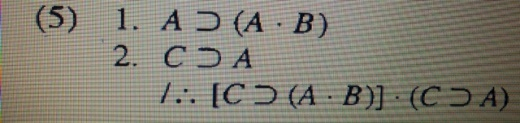 (5) 1. A ⊃ (A · B)
2. C ⊃ A
/∴ [C ⊃ (A · B)] · (C ⊃ A)